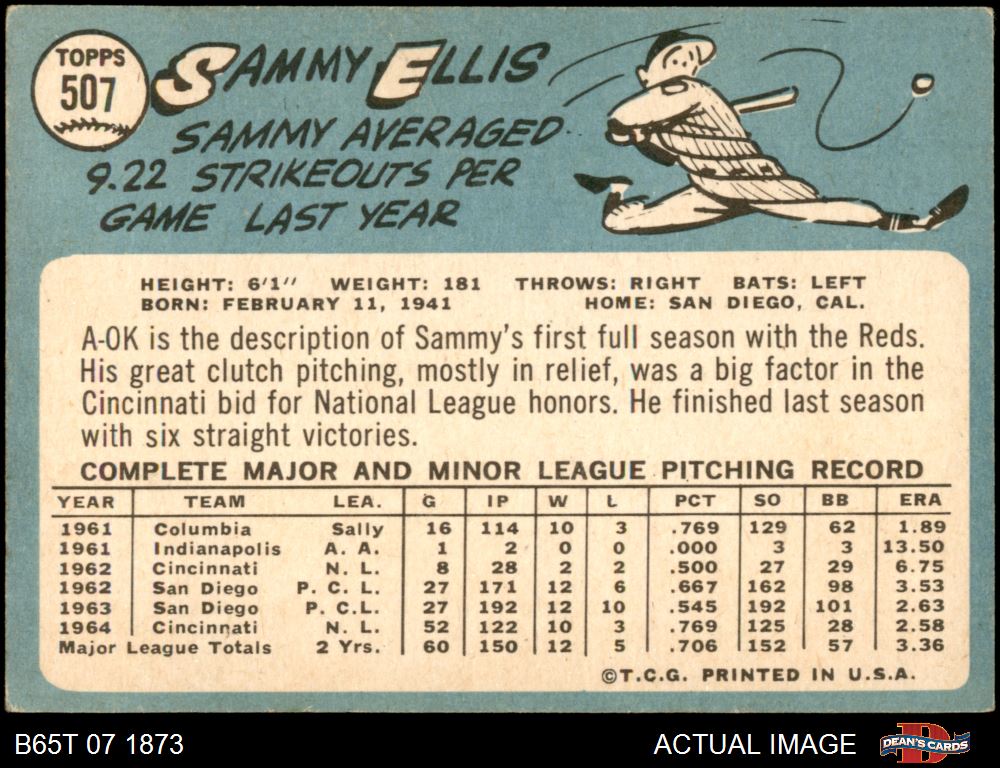 TOPPS
507
SAMMY ELLIS
SAMMY AVERAGED
9.22 STRIKEOUTS PER
GAME LAST YEAR
HEIGHT: 6'1" WEIGHT: 181 THROWS: RIGHT BATS: LEFT
BORN: FEBRUARY 11, 1941 HOME: SAN DIEGO, CAL.
A-OK is the description of Sammy's first full season with the Reds.
His great clutch pitching, mostly in relief, was a big factor in the
Cincinnati bid for National League honors. He finished last season
with six straight victories.
COMPLETE MAJOR AND MINOR LEAGUE PITCHING RECORD
YEAR TEAM LEA. G IP W L PCT SO BB ERA
1961 Columbia Sally 16 114 10 3 .769 129 62 1.89
1961 Indianapolis A. A. 1 2 0 0 .000 3 3 13.50
1962 Cincinnati N. L. 8 28 2 2 .500 27 29 6.75
1962 San Diego P. C. L. 27 171 12 6 .667 162 98 3.53
1963 San Diego P. C.L. 27 192 12 10 .545 192 101 2.63
1964 Cincinnati N. L. 52 122 10 3 .769 125 28 2.58
Major League Totals 2 Yrs. 60 150 12 5 .706 152 57 3.36
©T.C.G. PRINTED IN U.S.A.
B65T 07 1873 ACTUAL IMAGE DEAN'S CARDS